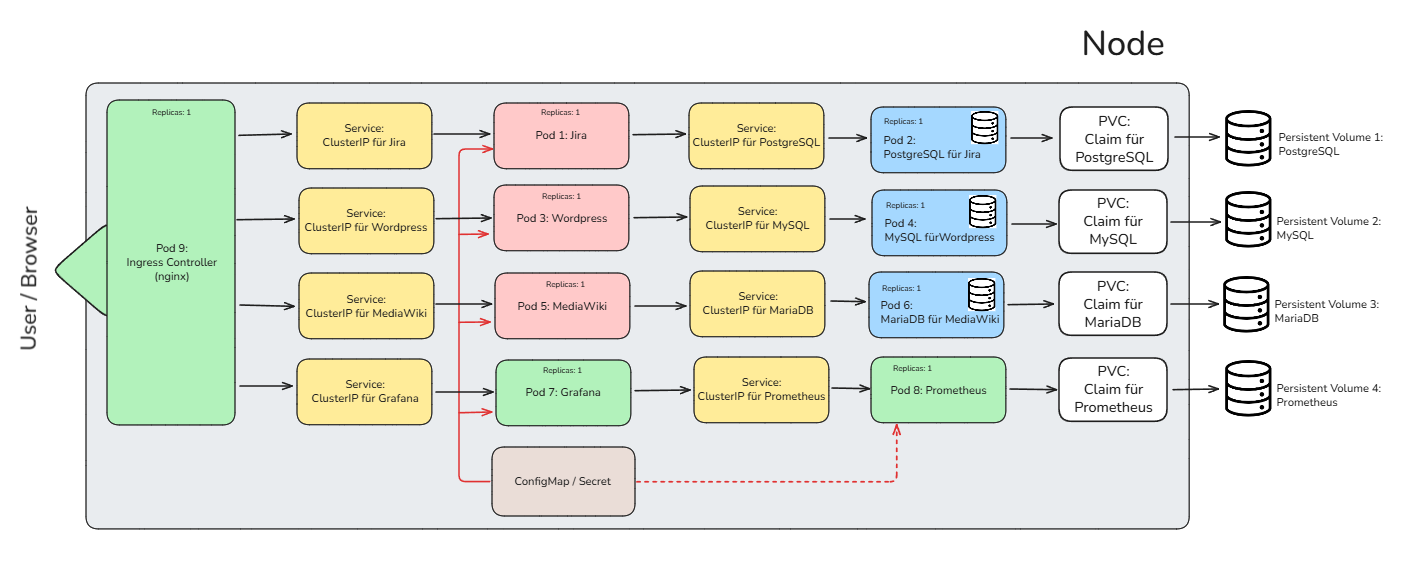 Node
User / Browser
Replicas: 1
Pod 9:
Ingress Controller
(nginx)
Service:
ClusterIP für Jira
Replicas: 1
Pod 1: Jira
Service:
ClusterIP für PostgreSQL
Replicas: 1
Pod 2:
PostgreSQL für Jira
PVC:
Claim für
PostgreSQL
Persistent Volume 1:
PostgreSQL
Service:
ClusterIP für Wordpress
Replicas: 1
Pod 3: Wordpress
Service:
ClusterIP für MySQL
Replicas: 1
Pod 4:
MySQL fürWordpress
PVC:
Claim für
MySQL
Persistent Volume 2:
MySQL
Service:
ClusterIP für MediaWiki
Replicas: 1
Pod 5: MediaWiki
Service:
ClusterIP für MariaDB
Replicas: 1
Pod 6:
MariaDB für MediaWiki
PVC:
Claim für
MariaDB
Persistent Volume 3:
MariaDB
Service:
ClusterIP für Grafana
Replicas: 1
Pod 7: Grafana
Service:
ClusterIP für Prometheus
Replicas: 1
Pod 8: Prometheus
PVC:
Claim für
Prometheus
Persistent Volume 4:
Prometheus
ConfigMap / Secret